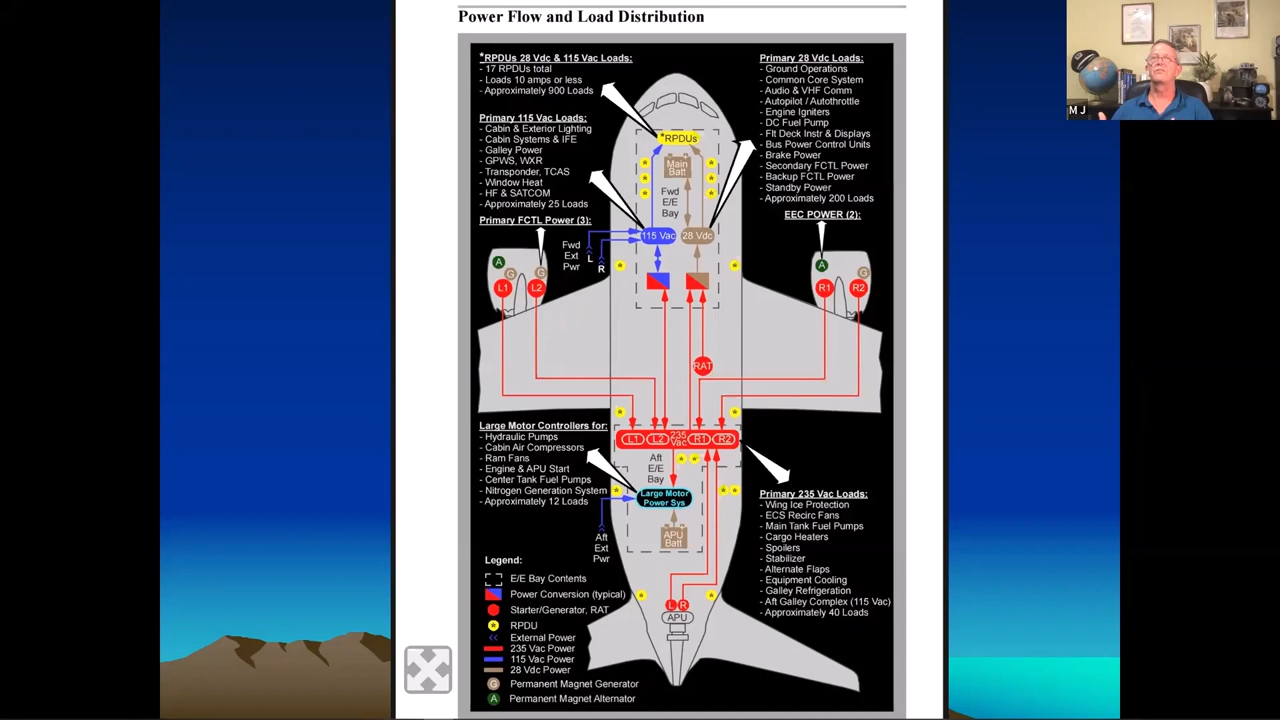 Power Flow and Load Distribution
*RPDUs 28 Vdc & 115 Vac Loads:
- 17 RPDUs total
- Loads 10 amps or less
- Approximately 900 Loads
Primary 115 Vac Loads:
- Cabin & Exterior Lighting
- Cabin Systems & IFE
- Galley Power
- GPWS, WXR
- Transponder, TCAS
- Window Heat
- HF & SATCOM
- Approximately 25 Loads
Primary FCTL Power (3):
Primary 28 Vdc Loads:
- Ground Operations
- Common Core System
- Audio & VHF Comm
- Autopilot / Autothrottle
- Engine Igniters
- DC Fuel Pump
- Flt Deck Instr & Displays
- Bus Power Control Units
- Brake Power
- Secondary FCTL Power
- Backup FCTL Power
- Standby Power
- Approximately 200 Loads
EEC POWER (2):
M J
*RPDUs
*
*
*
*
*
*
Main
Batt
Fwd
E/E
Bay
115 Vac
28 Vdc
Fwd
Ext
Pwr
L
R
*
*
A
G
G
L1
L2
A
G
R1
R2
RAT
*
*
L1
L2
235
Vac
R1
R2
*
*
Aft
E/E
Bay
Large Motor
Power Sys
*
*
*
APU
Batt
Aft
Ext
Pwr
*
*
L
R
APU
Large Motor Controllers for:
- Hydraulic Pumps
- Cabin Air Compressors
- Ram Fans
- Engine & APU Start
- Center Tank Fuel Pumps
- Nitrogen Generation System
- Approximately 12 Loads
Primary 235 Vac Loads:
- Wing Ice Protection
- ECS Recirc Fans
- Main Tank Fuel Pumps
- Cargo Heaters
- Spoilers
- Stabilizer
- Alternate Flaps
- Equipment Cooling
- Galley Refrigeration
- Aft Galley Complex (115 Vac)
- Approximately 40 Loads
Legend:
E/E Bay Contents
Power Conversion (typical)
Starter/Generator, RAT
* RPDU
External Power
235 Vac Power
115 Vac Power
28 Vdc Power
G Permanent Magnet Generator
A Permanent Magnet Alternator